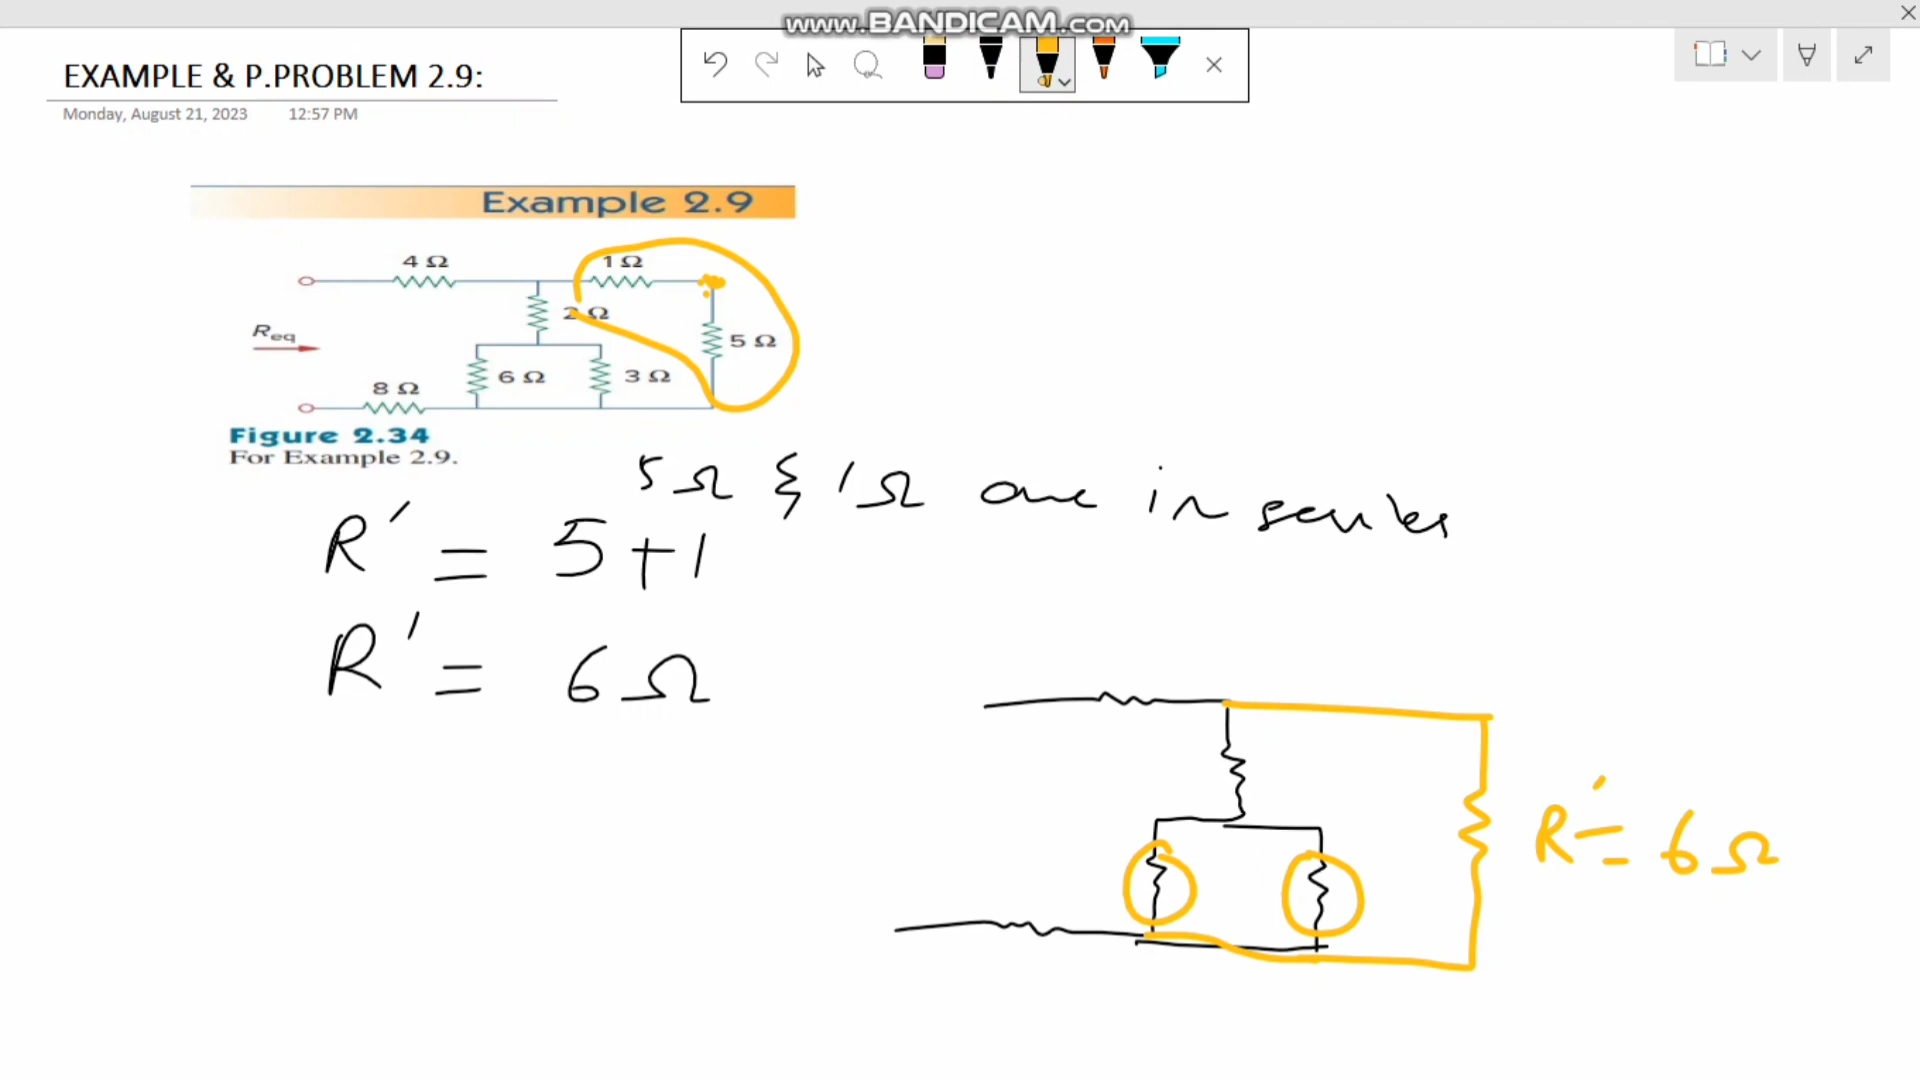 www.BANDICAM.com
EXAMPLE & P.PROBLEM 2.9:
Monday, August 21, 2023 12:57 PM
Example 2.9
4 Ω
1 Ω
2 Ω
Req
5 Ω
6 Ω
3 Ω
8 Ω
Figure 2.34
For Example 2.9.
5Ω & 1Ω are in series
R' = 5+1
R' = 6Ω
R' = 6Ω